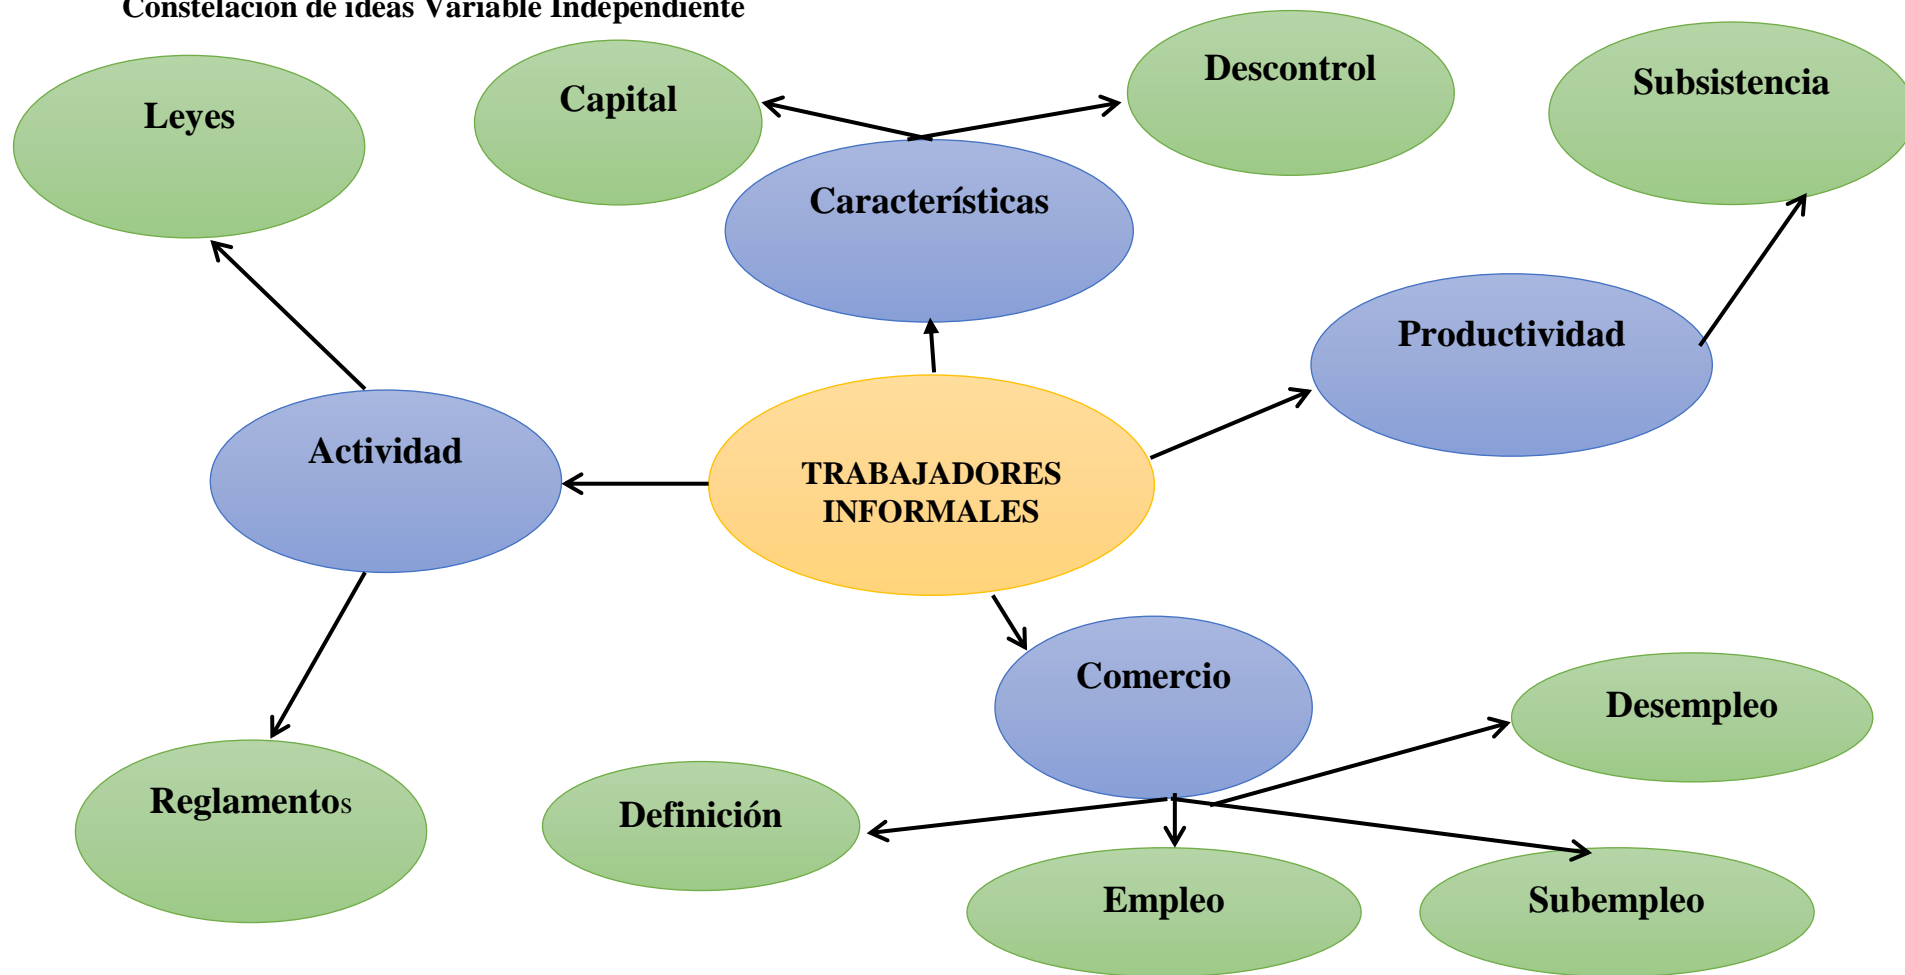 Constelación de ideas Variable Independiente
Leyes
Capital
Descontrol
Subsistencia
Características
Productividad
Actividad
TRABAJADORES
INFORMALES
Comercio
Desempleo
Reglamentos
Definición
Empleo
Subempleo